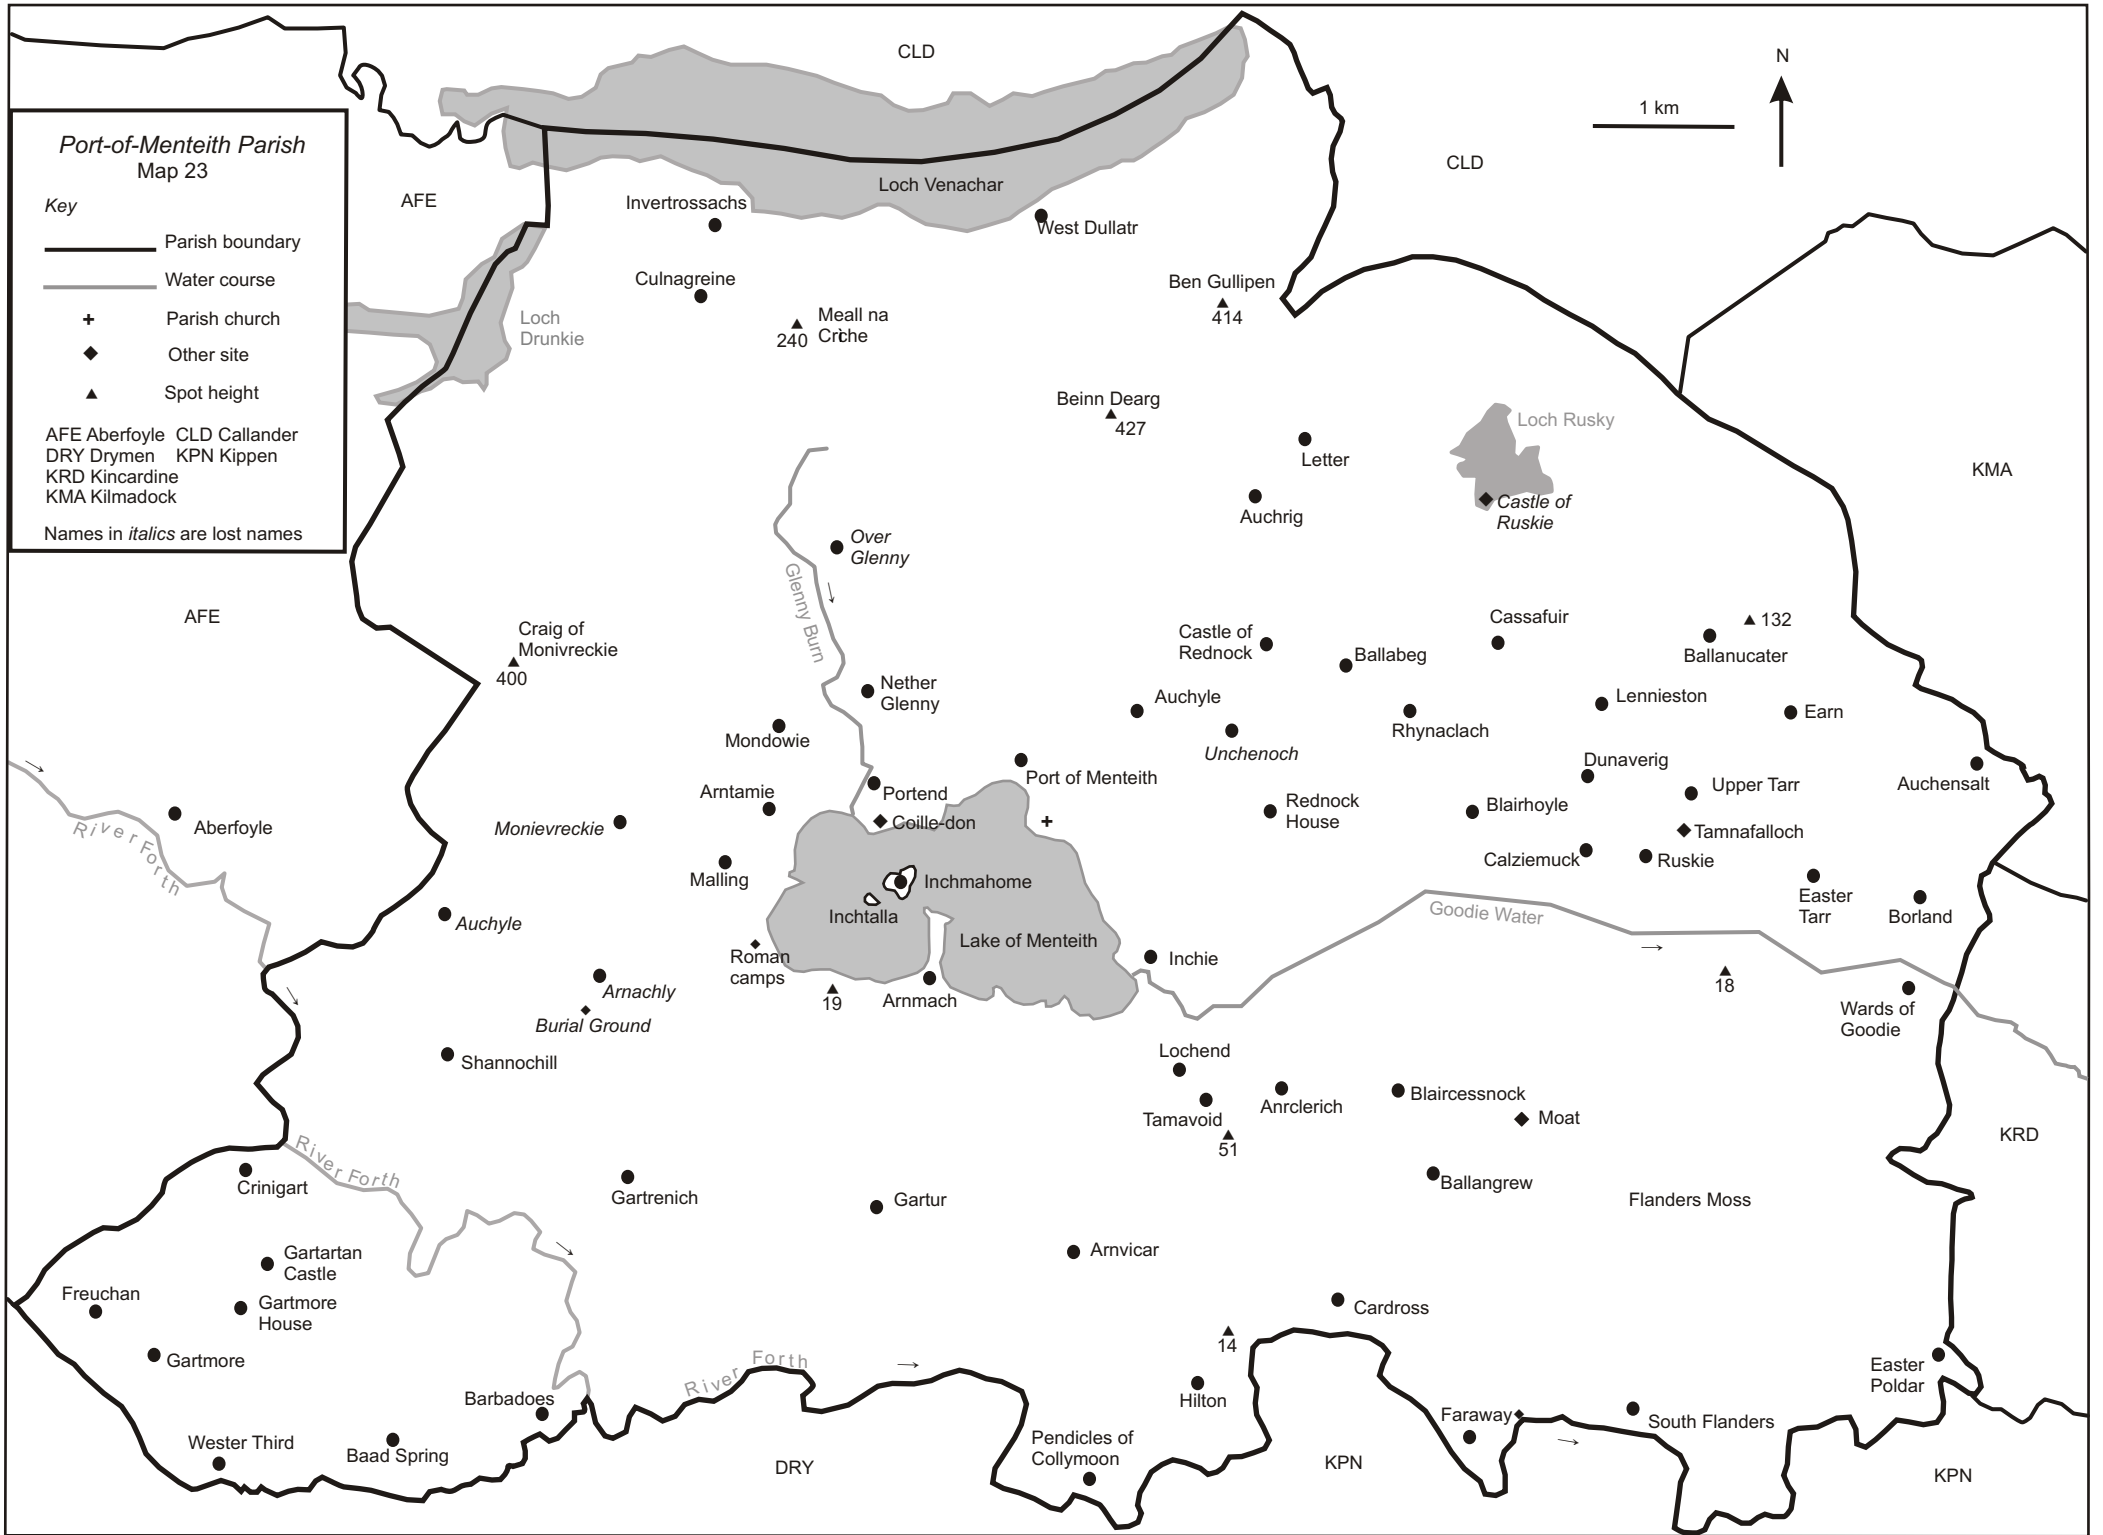 CLD
N
1 km
Port-of-Menteith Parish
Map 23
Key
Parish boundary
Water course
Parish church
Other site
Spot height
AFE Aberfoyle CLD Callander
DRY Drymen KPN Kippen
KRD Kincardine
KMA Kilmadock
Names in italics are lost names
AFE
CLD
Loch Venachar
Invertrossachs
West Dullatr
Culnagreine
Ben Gullipen
414
Loch
Drunkie
Meall na
Crìche
240
Beinn Dearg
427
Letter
Loch Rusky
KMA
Auchrig
Castle of
Ruskie
Over
Glenny
Glenny Burn
AFE
Craig of
Monivreckie
400
Castle of
Rednock
Ballabeg
Cassafuir
132
Ballanucater
Nether
Glenny
Auchyle
Lennieston
Earn
Mondowie
Unchenoch
Rhynaclach
Dunaverig
Port of Menteith
Auchensalt
Upper Tarr
Arntamie
Portend
Rednock
House
Blairhoyle
River Forth
Aberfoyle
Monievreckie
Coille-don
Tamnafalloch
Calziemuck
Ruskie
Malling
Inchmahome
Inchtalla
Easter
Tarr
Borland
Goodie Water
Auchyle
Lake of Menteith
Roman
camps
Inchie
19
Arnmach
18
Arnachly
Burial Ground
Wards of
Goodie
Shannochill
Lochend
Tamavoid
51
Anrclerich
Blaircessnock
Moat
KRD
River Forth
Crinigart
Gartrenich
Gartur
Ballangrew
Flanders Moss
Gartartan
Castle
Arnvicar
Freuchan
Gartmore
House
Cardross
Gartmore
14
River Forth
Easter
Poldar
Barbadoes
Hilton
Faraway
South Flanders
Wester Third
Baad Spring
Pendicles of
Collymoon
DRY
KPN
KPN